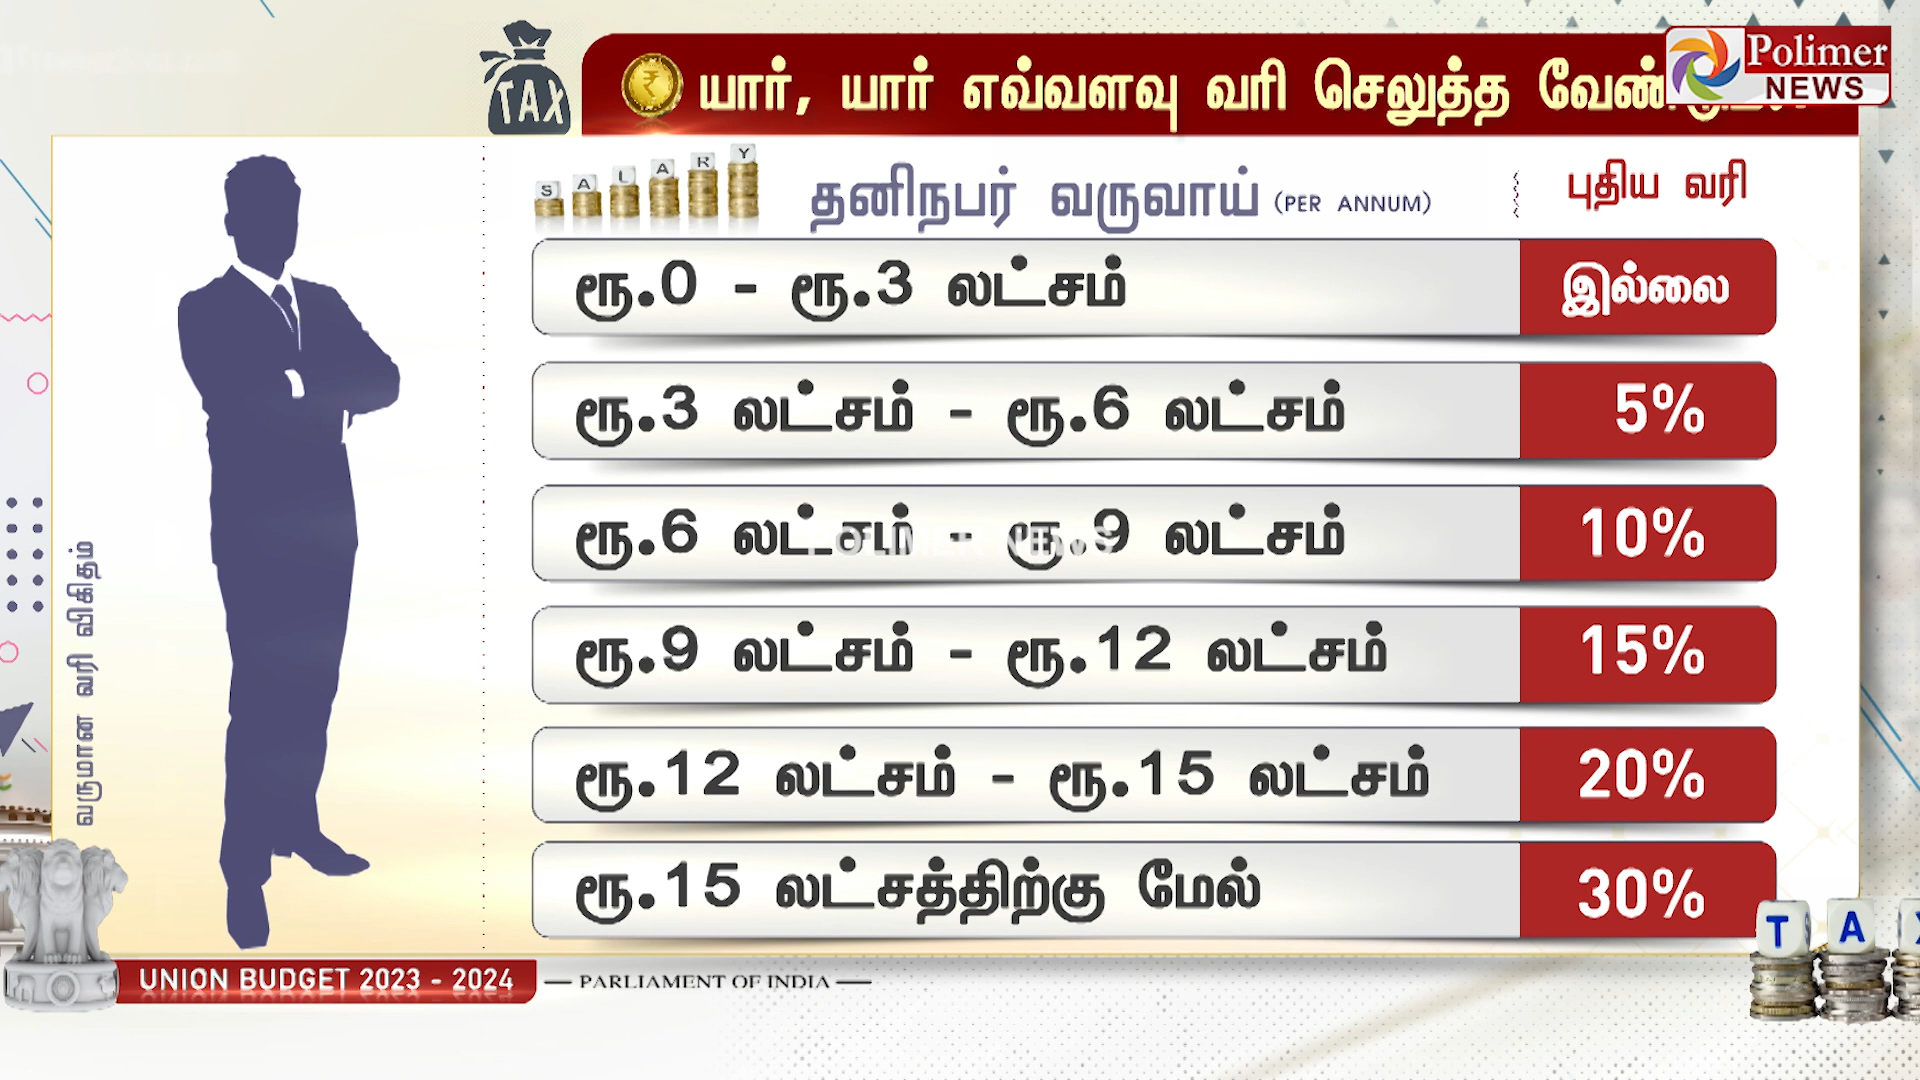 Polimer
NEWS
TAX
யார், யார் எவ்வளவு வரி செலுத்த
SALARY
தனிநபர் வருவாய் (PER ANNUM)
புதிய வரி
ரூ.0 - ரூ.3 லட்சம்
இல்லை
ரூ.3 லட்சம் - ரூ.6 லட்சம்
5%
ரூ.6 லட்சம் - ரூ.9 லட்சம்
10%
POLIMER NEWS
ரூ.9 லட்சம் - ரூ.12 லட்சம்
15%
ரூ.12 லட்சம் - ரூ.15 லட்சம்
20%
ரூ.15 லட்சத்திற்கு மேல்
30%
வருமான வரி விகிதம்
UNION BUDGET 2023 - 2024
PARLIAMENT OF INDIA
TAX